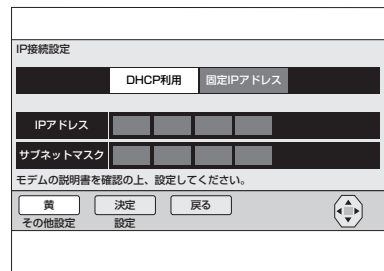 IP接続設定
DHCP利用 固定IPアドレス
IPアドレス
サブネットマスク
モデムの説明書を確認の上、設定してください。
黄 決定 戻る
その他設定 設定